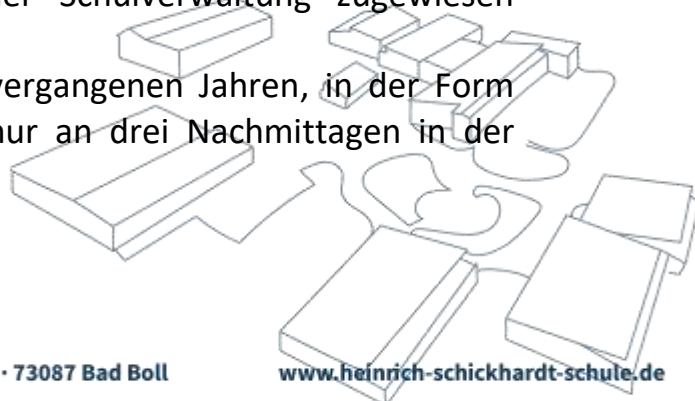 der Schulverwaltung zugewiesen
vergangenen Jahren, in der Form
nur an drei Nachmittagen in der
· 73087 Bad Boll www.heinrich-schickhardt-schule.de